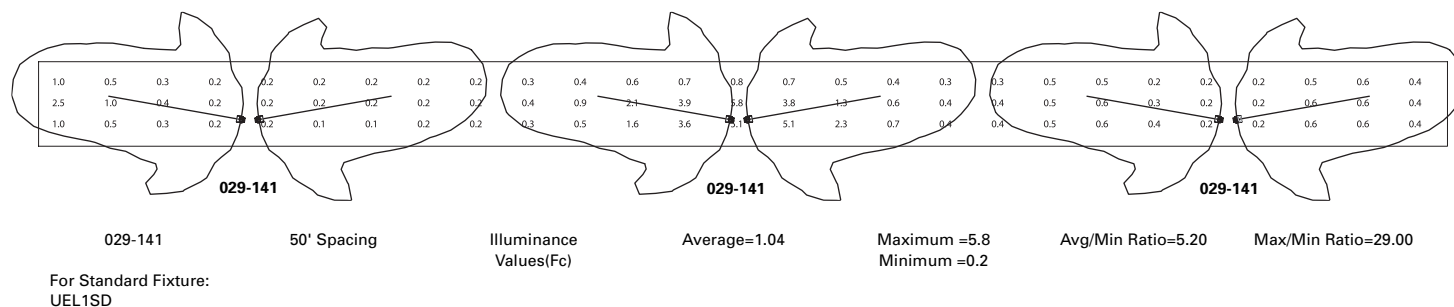 1.0 0.5 0.3 0.2 0.2 0.2 0.2 0.2 0.2 0.3 0.4 0.6 0.7 0.8 0.7 0.5 0.4 0.3 0.3 0.5 0.5 0.2 0.2 0.2 0.5 0.6 0.4
2.5 1.0 0.4 0.2 0.2 0.2 0.2 0.2 0.2 0.4 0.9 2.1 3.9 5.8 3.8 1.3 0.6 0.4 0.4 0.5 0.6 0.3 0.2 0.2 0.6 0.6 0.4
1.0 0.5 0.3 0.2 0.2 0.1 0.1 0.2 0.2 0.3 0.5 1.6 3.6 5.1 5.1 2.3 0.7 0.4 0.4 0.5 0.6 0.4 0.2 0.2 0.6 0.6 0.4
029-141 029-141 029-141
029-141 50' Spacing Illuminance Average=1.04 Maximum =5.8 Avg/Min Ratio=5.20 Max/Min Ratio=29.00
Values(Fc) Minimum =0.2
For Standard Fixture:
UEL1SD